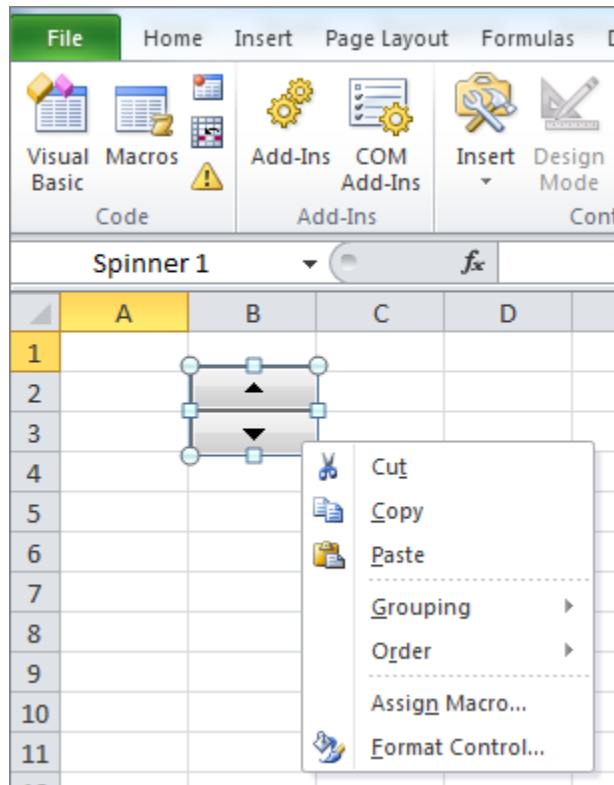 File Home Insert Page Layout Formulas
Visual Basic Macros Add-Ins COM Add-Ins Insert Design Mode
Code Add-Ins
Spinner 1 fx
A B C D
1
2
3
4
5
6
7
8
9
10
11
Cut
Copy
Paste
Grouping
Order
Assign Macro...
Format Control...